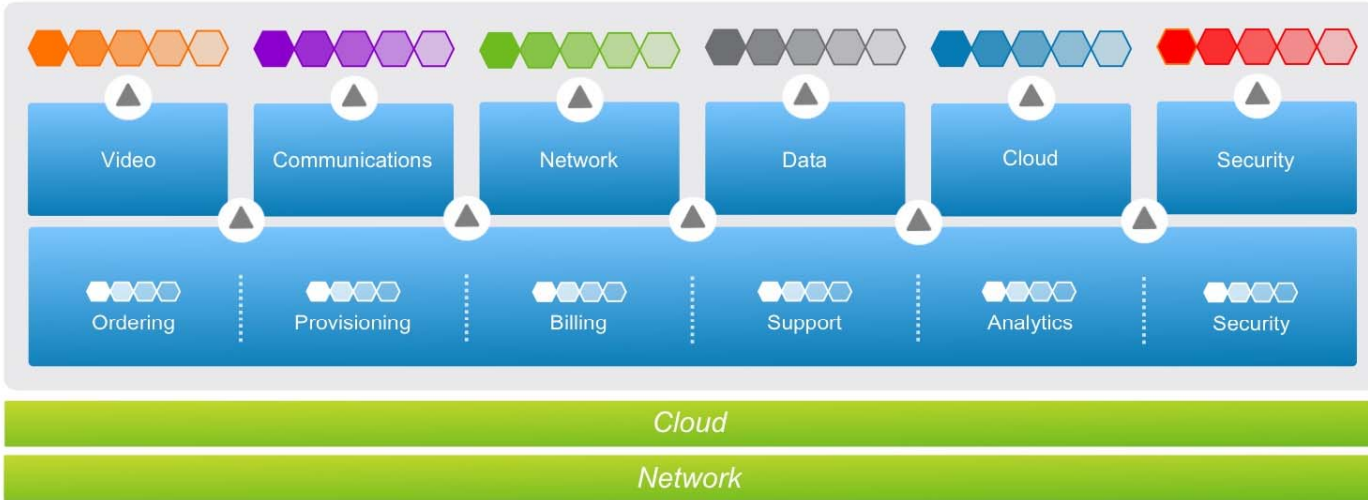 Video
Communications
Network
Data
Cloud
Security
Ordering
Provisioning
Billing
Support
Analytics
Security
Cloud
Network